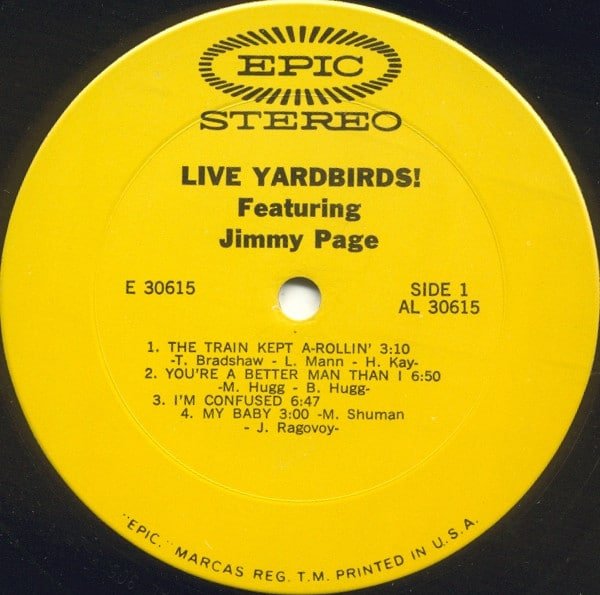 EPIC
STEREO
LIVE YARDBIRDS!
Featuring
Jimmy Page
E 30615
SIDE 1
AL 30615
1. THE TRAIN KEPT A-ROLLIN' 3:10
-T. Bradshaw - L. Mann - H. Kay-
2. YOU'RE A BETTER MAN THAN I 6:50
-M. Hugg - B. Hugg-
3. I'M CONFUSED 6:47
4. MY BABY 3:00 -M. Shuman
- J. Ragovoy-
"EPIC," MARCAS REG. T.M. PRINTED IN U.S.A.